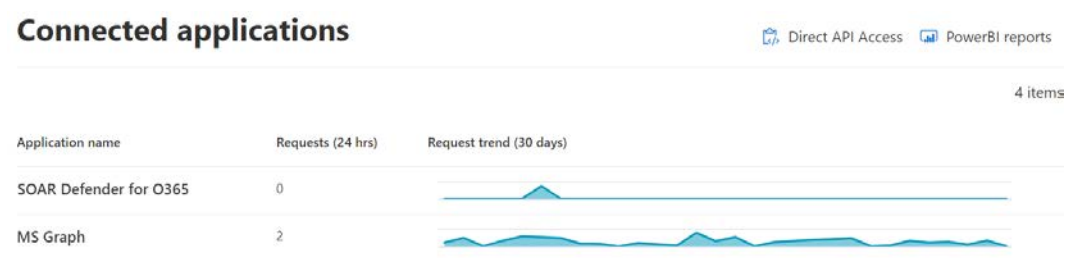 Connected applications
Direct API Access PowerBI reports
4 items
Application name Requests (24 hrs) Request trend (30 days)
SOAR Defender for O365 0
MS Graph 2